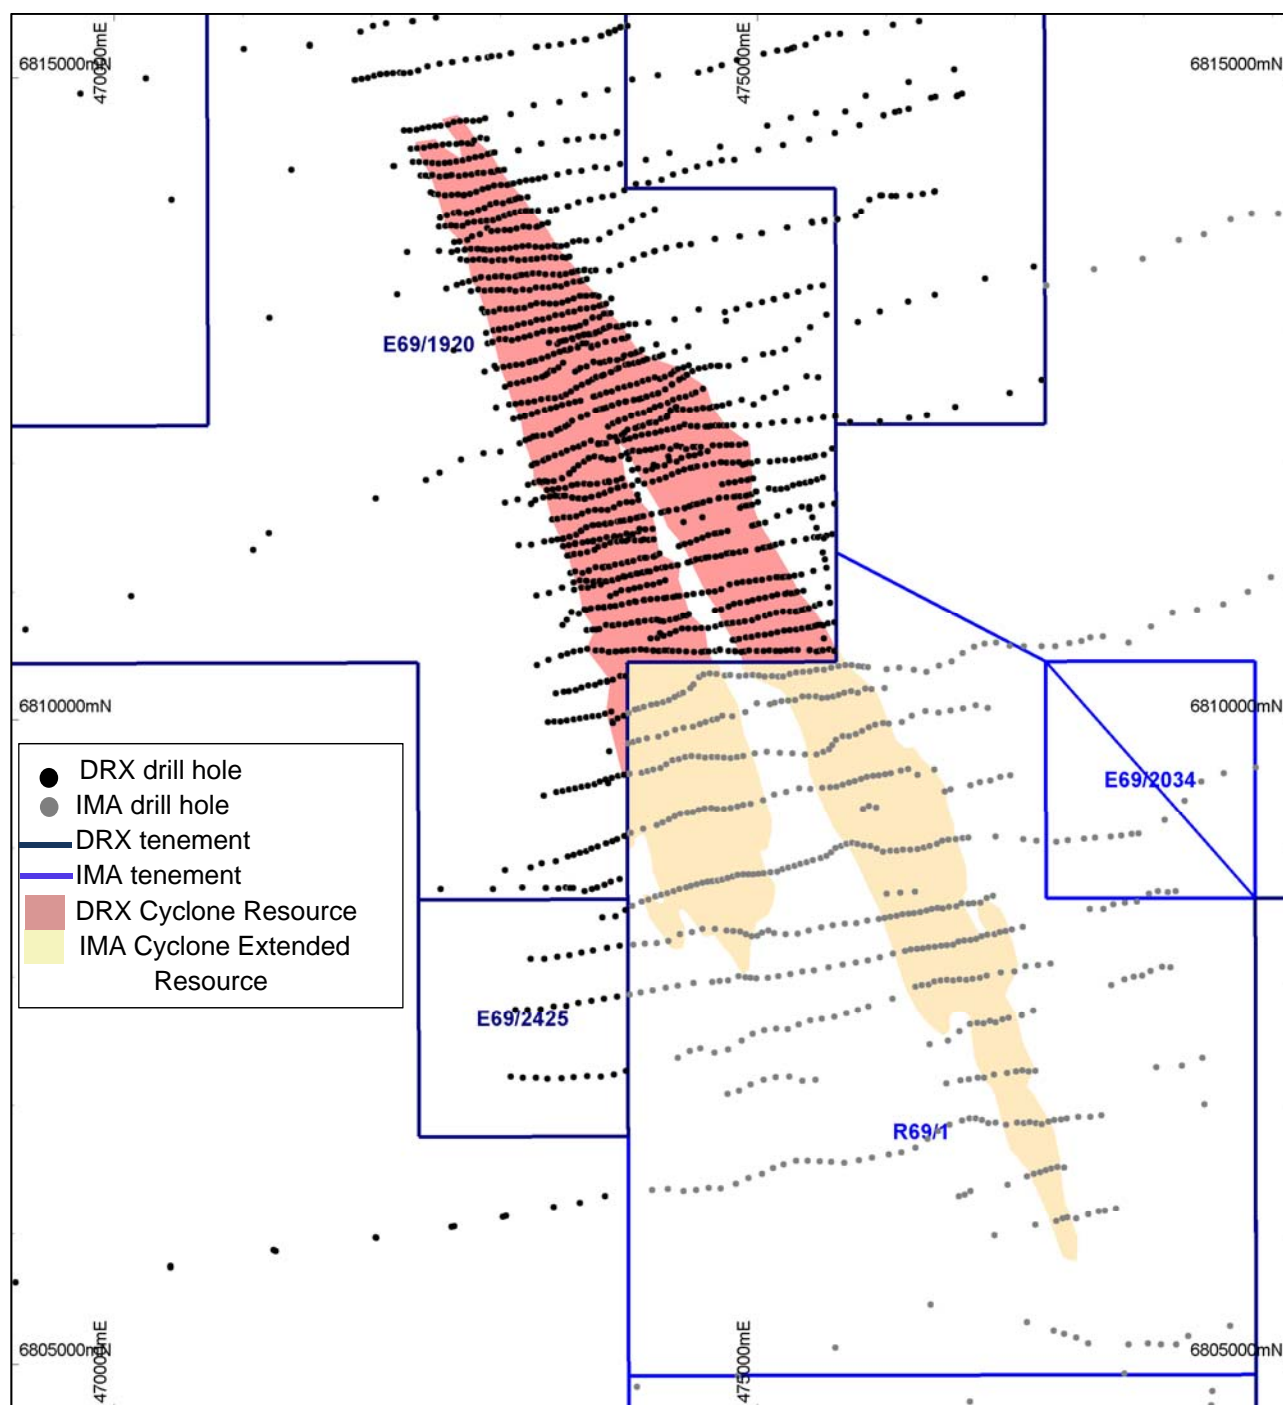 470000mE
475000mE
6815000mN
6815000mN
E69/1920
6810000mN
6810000mN
DRX drill hole
IMA drill hole
DRX tenement
IMA tenement
DRX Cyclone Resource
IMA Cyclone Extended
Resource
E69/2034
E69/2425
R69/1
6805000mN
6805000mN
470000mE
475000mE